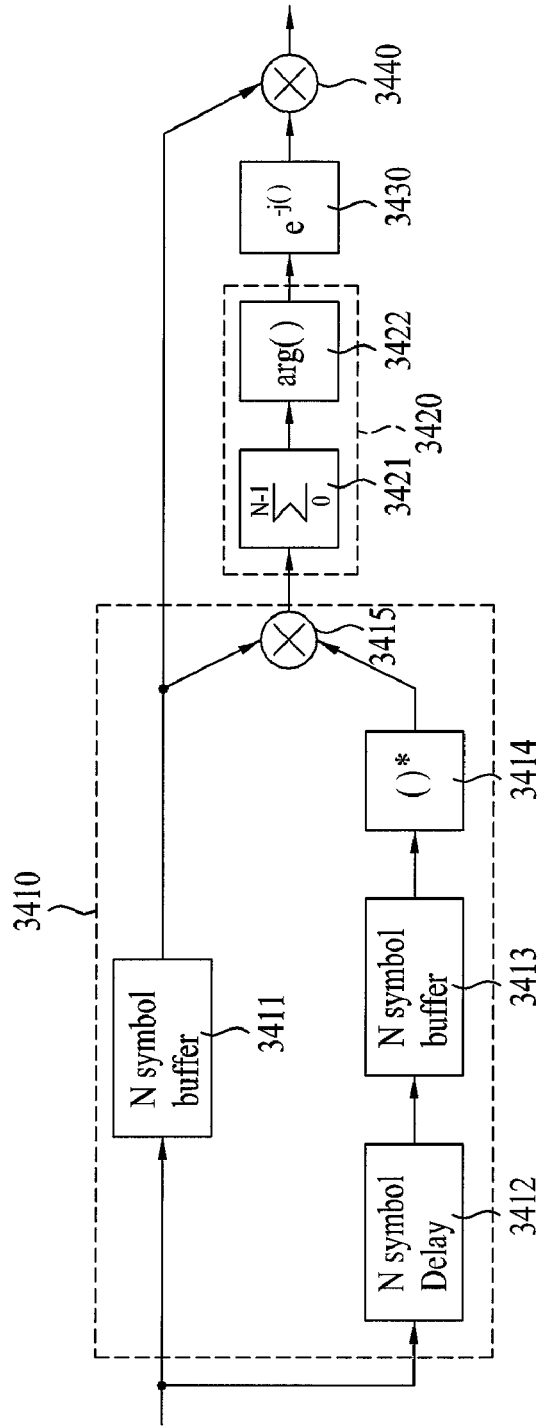 3410
N symbol
buffer
3411
N symbol
Delay
3412
N symbol
buffer
3413
()*
3414
3415
N-1
Σ
0
3421
arg()
3422
3420
e-j()
3430
3440